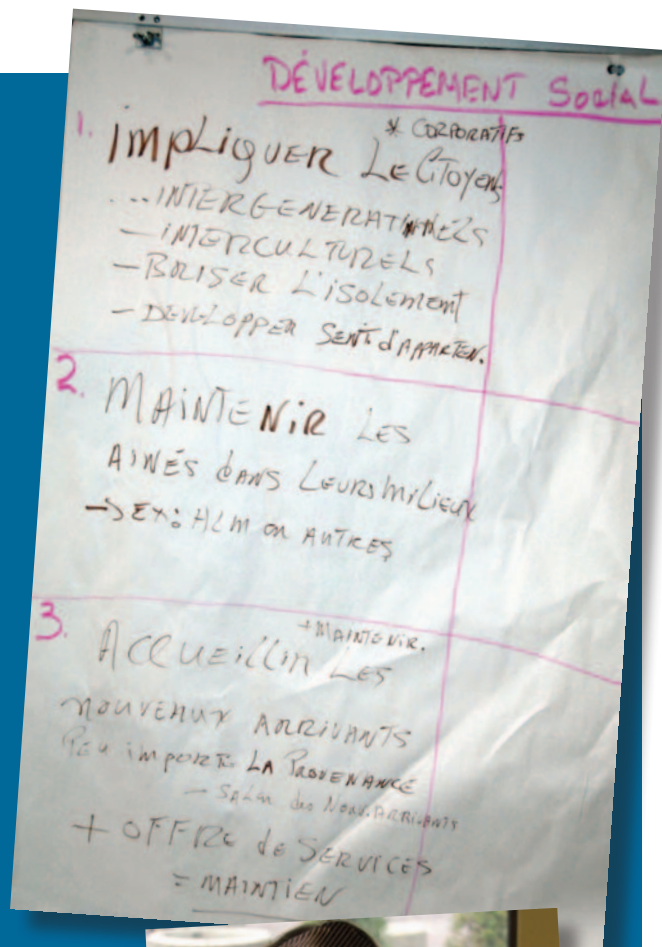 DÉVELOPPEMENT SociaL
* CORPORATIFS
1. iMPLiQUER Le CiToyens
... INTERGENERATIONNELS
- iNTERCULTURELS
- BRISER L'iSOLEMENT
- DEVELOPPER SENT d'APPARTEN.
2. MAiNTENiR LES
AINÉS dANS LEURS MiLieux
-> EX: HLM ou AUTRES
+ MAINTENIR.
3. ACCUEiLLiR LES
NOUVEAUX ARRIVANTS
PEU iMPORTE LA PROVENANCE
- SALON des NOUV. ARRIVANTS
+ OFFRE de SERVICES
= MAINTIEN